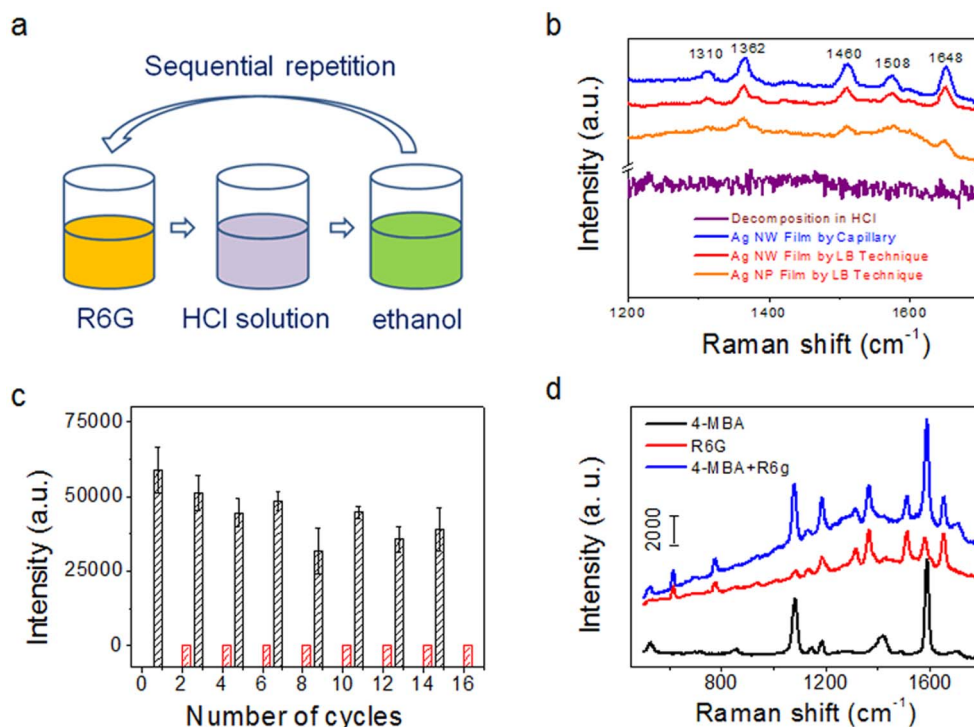 a
Sequential repetition
R6G
HCl solution
ethanol
b
Intensity (a.u.)
1310
1362
1460
1508
1648
Decomposition in HCl
Ag NW Film by Capillary
Ag NW Film by LB Technique
Ag NP Film by LB Technique
1200
1400
1600
Raman shift (cm⁻¹)
c
Intensity (a.u.)
75000
50000
25000
0
0 2 4 6 8 10 12 14 16
Number of cycles
d
Intensity (a. u.)
4-MBA
R6G
4-MBA+R6g
2000
800
1200
1600
Raman shift (cm⁻¹)